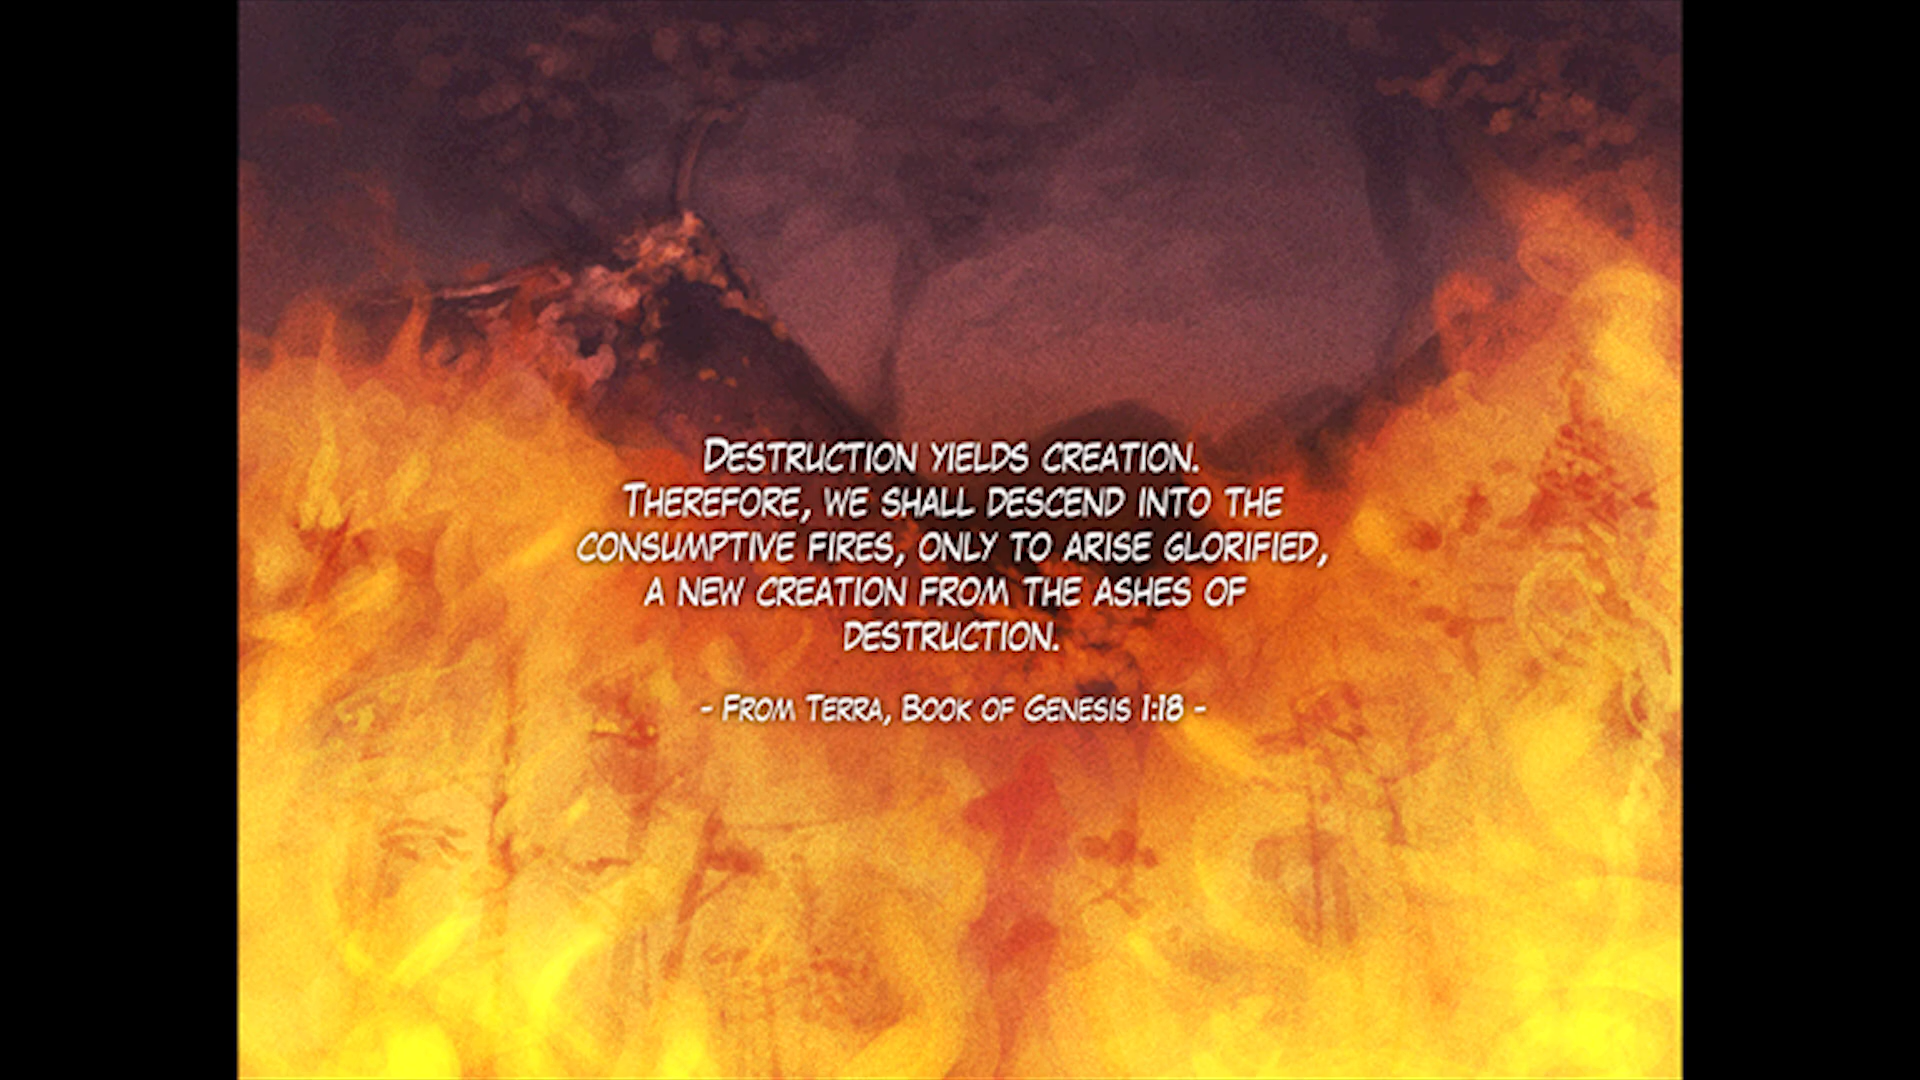 Destruction yields creation.
Therefore, we shall descend into the
consumptive fires, only to arise glorified,
a new creation from the ashes of
destruction.
- From Terra, Book of Genesis 1:18 -